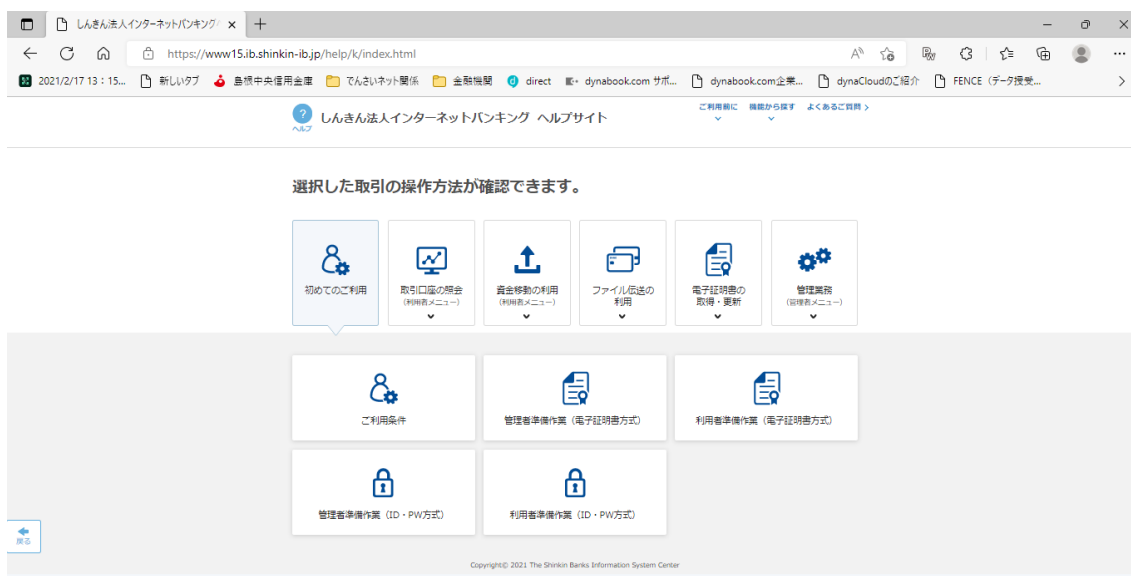 しんきん法人インターネットバンキング
https://www15.ib.shinkin-ib.jp/help/k/index.html
2021/2/17 13：15... 新しいタブ 島根中央信用金庫 でんさいネット関係 金融機関 direct dynabook.com サポ... dynabook.com企業... dynaCloudのご紹介 FENCE（データ授受...
? ヘルプ しんきん法人インターネットバンキング ヘルプサイト ご利用前に 機能から探す よくあるご質問
選択した取引の操作方法が確認できます。
初めてのご利用
取引口座の照会
（利用者メニュー）
資金移動の利用
（利用者メニュー）
ファイル伝送の
利用
電子証明書の
取得・更新
管理業務
（管理者メニュー）
ご利用条件
管理者準備作業（電子証明書方式）
利用者準備作業（電子証明書方式）
管理者準備作業（ID・PW方式）
利用者準備作業（ID・PW方式）
戻る
Copyright© 2021 The Shinkin Banks Information System Center